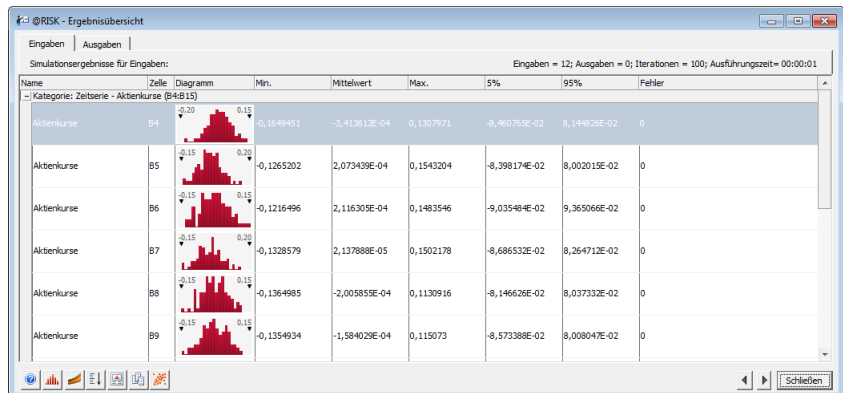 @RISK - Ergebnisübersicht
Eingaben Ausgaben
Simulationsergebnisse für Eingaben: Eingaben = 12; Ausgaben = 0; Iterationen = 100; Ausführungszeit= 00:00:01
Name Zelle Diagramm Min. Mittelwert Max. 5% 95% Fehler
Kategorie: Zeitserie - Aktienkurse (B4:B15)
-0,20 0,15
Aktienkurse B4 -0,1649451 -3,413612E-04 0,1307971 -8,460765E-02 8,144826E-02 0
-0,15 0,20
Aktienkurse B5 -0,1265202 2,073439E-04 0,1543204 -8,398174E-02 8,002015E-02 0
-0,15 0,15
Aktienkurse B6 -0,1216496 2,116305E-04 0,1483546 -9,035484E-02 9,365066E-02 0
-0,15 0,20
Aktienkurse B7 -0,1328579 2,137888E-05 0,1502178 -8,686532E-02 8,264712E-02 0
-0,15 0,15
Aktienkurse B8 -0,1364985 -2,005855E-04 0,1130916 -8,146626E-02 8,037332E-02 0
-0,15 0,15
Aktienkurse B9 -0,1354934 -1,584029E-04 0,115073 -8,573388E-02 8,008047E-02 0
Schließen